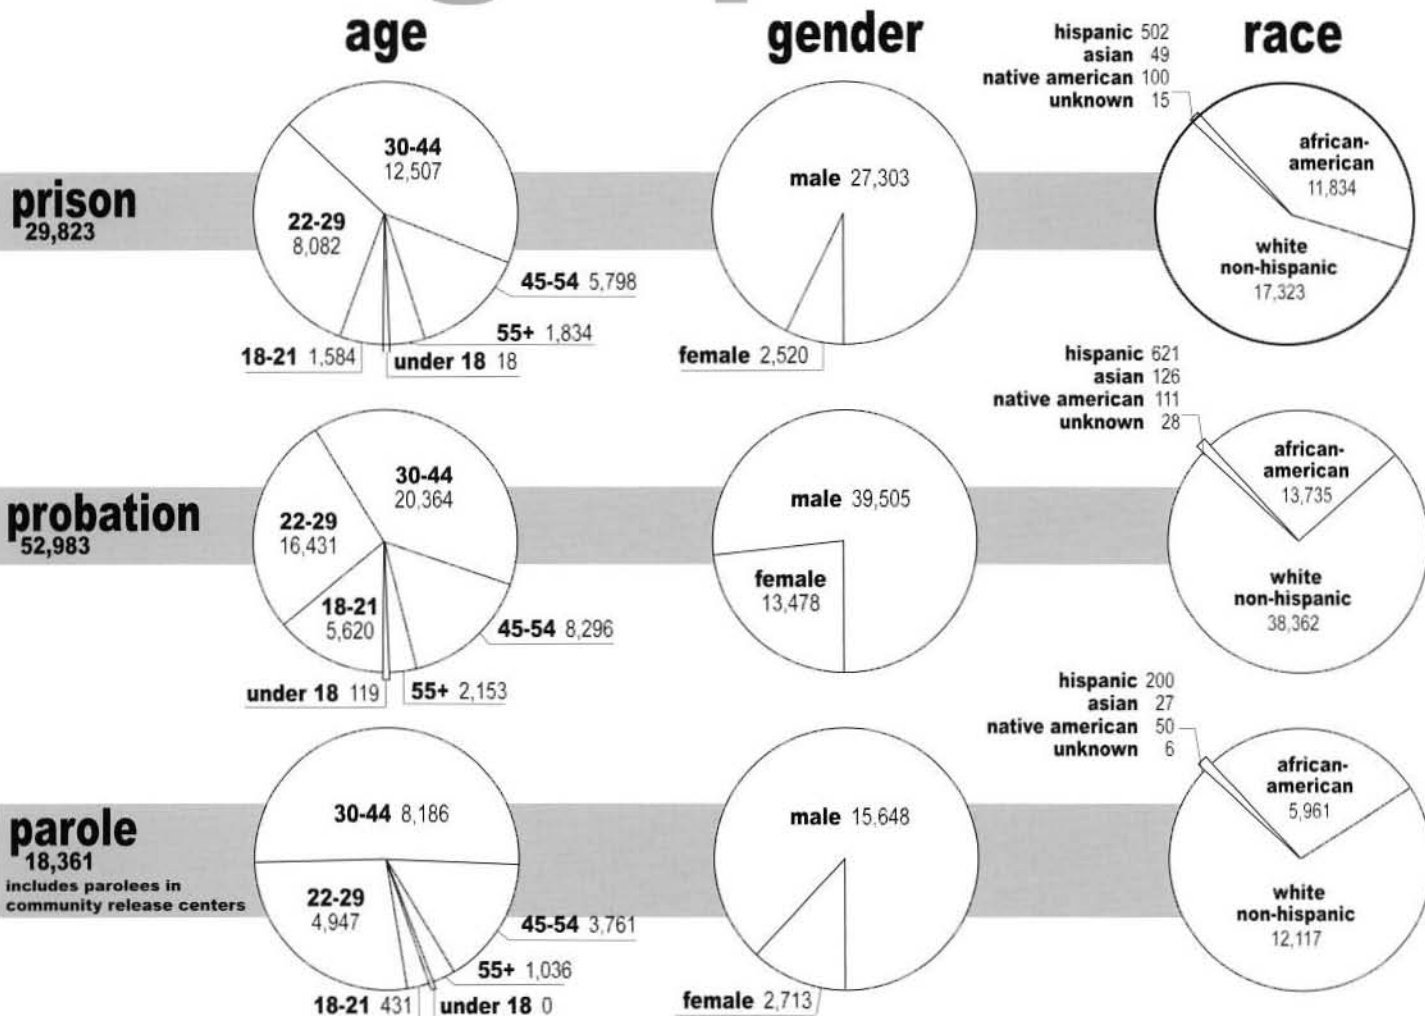 age
gender
race
prison
29,823
30-44
12,507
22-29
8,082
45-54 5,798
55+ 1,834
18-21 1,584
under 18 18
male 27,303
female 2,520
hispanic 502
asian 49
native american 100
unknown 15
african-
american
11,834
white
non-hispanic
17,323
probation
52,983
30-44
20,364
22-29
16,431
18-21
5,620
45-54 8,296
under 18 119
55+ 2,153
male 39,505
female
13,478
hispanic 621
asian 126
native american 111
unknown 28
african-
american
13,735
white
non-hispanic
38,362
parole
18,361
includes parolees in
community release centers
30-44 8,186
22-29
4,947
45-54 3,761
55+ 1,036
18-21 431
under 18 0
male 15,648
female 2,713
hispanic 200
asian 27
native american 50
unknown 6
african-
american
5,961
white
non-hispanic
12,117